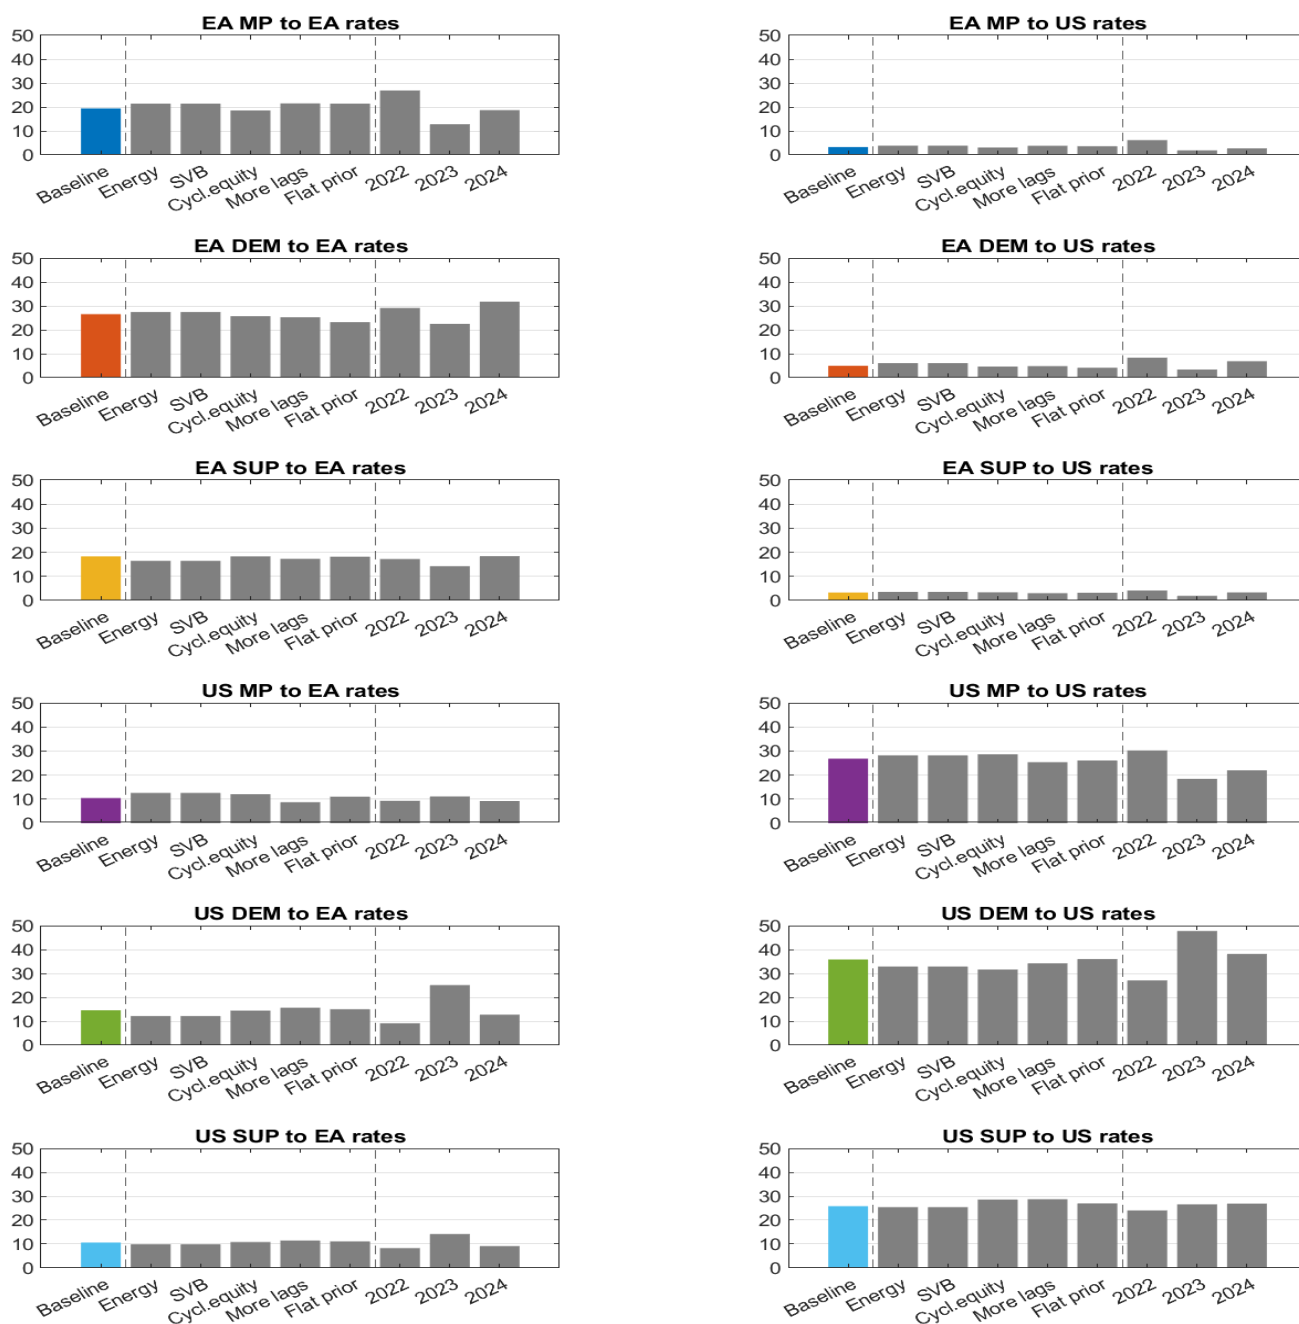 EA MP to EA rates
50
40
30
20
10
0
Baseline
Energy
SVB
Cycl.equity
More lags
Flat prior
2022
2023
2024
EA MP to US rates
50
40
30
20
10
0
Baseline
Energy
SVB
Cycl.equity
More lags
Flat prior
2022
2023
2024
EA DEM to EA rates
50
40
30
20
10
0
Baseline
Energy
SVB
Cycl.equity
More lags
Flat prior
2022
2023
2024
EA DEM to US rates
50
40
30
20
10
0
Baseline
Energy
SVB
Cycl.equity
More lags
Flat prior
2022
2023
2024
EA SUP to EA rates
50
40
30
20
10
0
Baseline
Energy
SVB
Cycl.equity
More lags
Flat prior
2022
2023
2024
EA SUP to US rates
50
40
30
20
10
0
Baseline
Energy
SVB
Cycl.equity
More lags
Flat prior
2022
2023
2024
US MP to EA rates
50
40
30
20
10
0
Baseline
Energy
SVB
Cycl.equity
More lags
Flat prior
2022
2023
2024
US MP to US rates
50
40
30
20
10
0
Baseline
Energy
SVB
Cycl.equity
More lags
Flat prior
2022
2023
2024
US DEM to EA rates
50
40
30
20
10
0
Baseline
Energy
SVB
Cycl.equity
More lags
Flat prior
2022
2023
2024
US DEM to US rates
50
40
30
20
10
0
Baseline
Energy
SVB
Cycl.equity
More lags
Flat prior
2022
2023
2024
US SUP to EA rates
50
40
30
20
10
0
Baseline
Energy
SVB
Cycl.equity
More lags
Flat prior
2022
2023
2024
US SUP to US rates
50
40
30
20
10
0
Baseline
Energy
SVB
Cycl.equity
More lags
Flat prior
2022
2023
2024